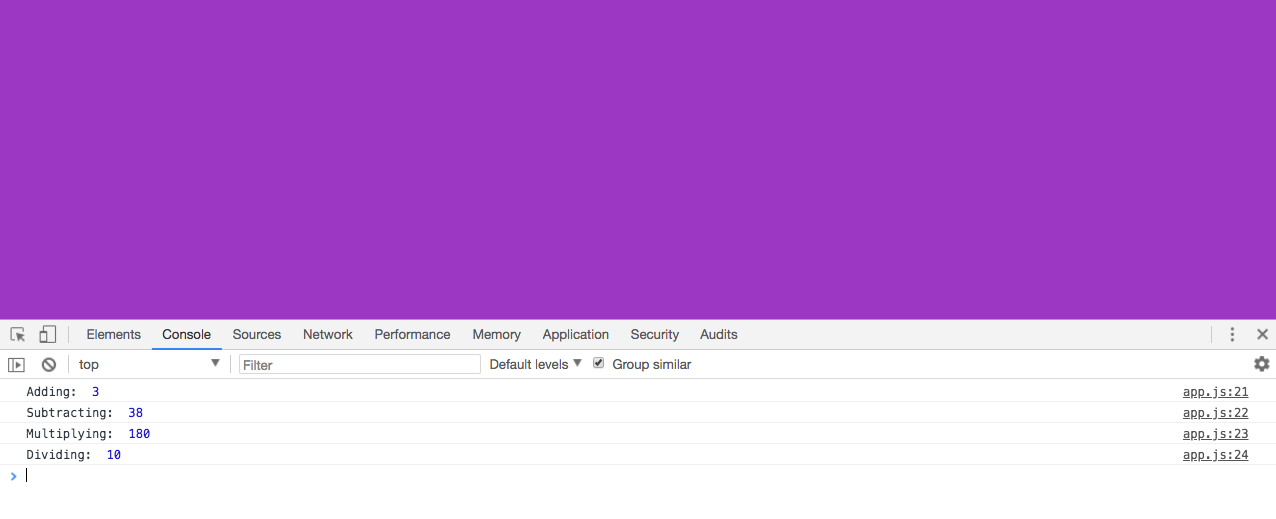 Elements Console Sources Network Performance Memory Application Security Audits
top Filter Default levels Group similar
Adding: 3 app.js:21
Subtracting: 38 app.js:22
Multiplying: 180 app.js:23
Dividing: 10 app.js:24